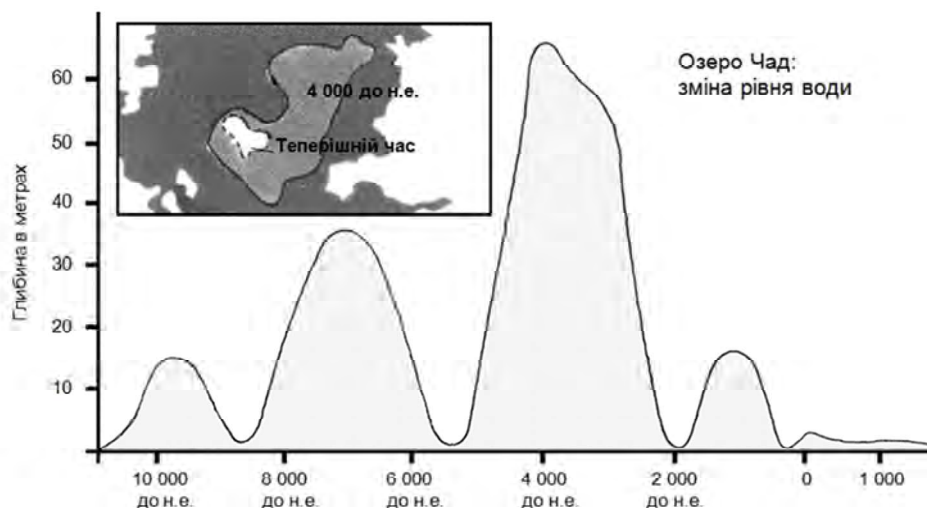 Озеро Чад:
зміна рівня води
4 000 до н.е.
Теперішній час
Глибина в метрах
60
50
40
30
20
10
10 000
до н.е.
8 000
до н.е.
6 000
до н.е.
4 000
до н.е.
2 000
до н.е.
0
1 000